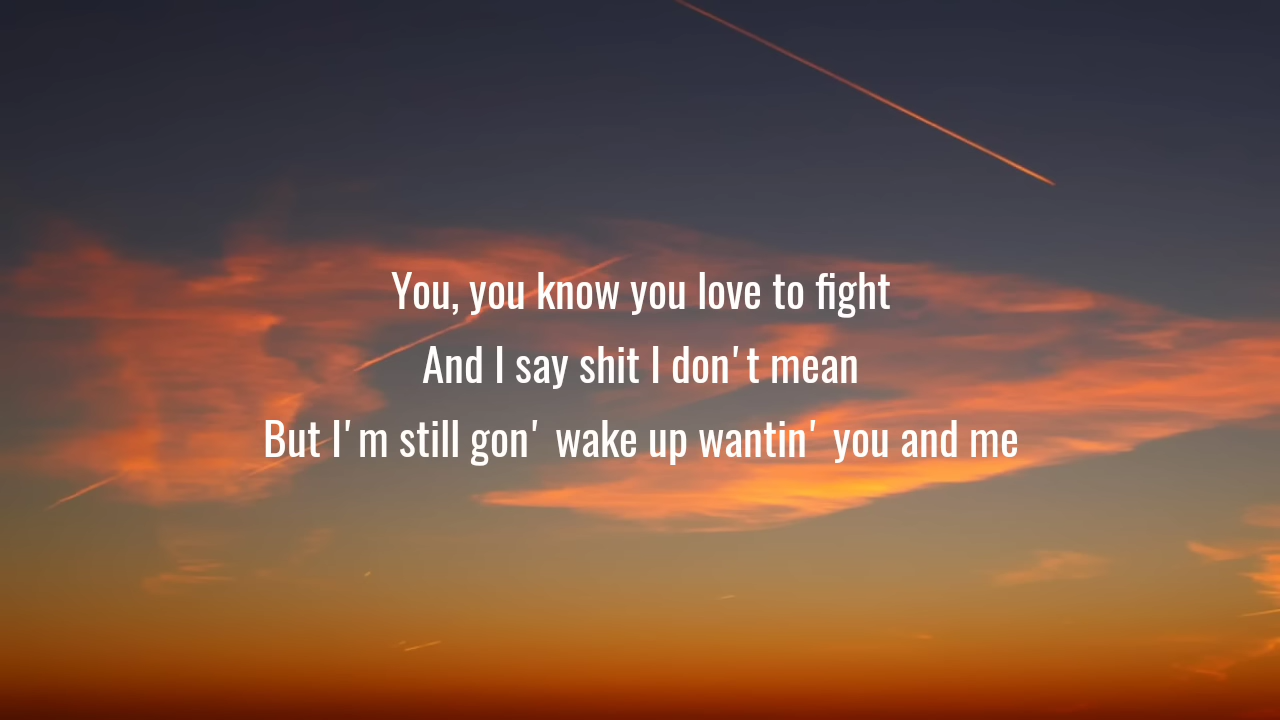 You, you know you love to fight
And I say shit I don't mean
But I'm still gon' wake up wantin' you and me